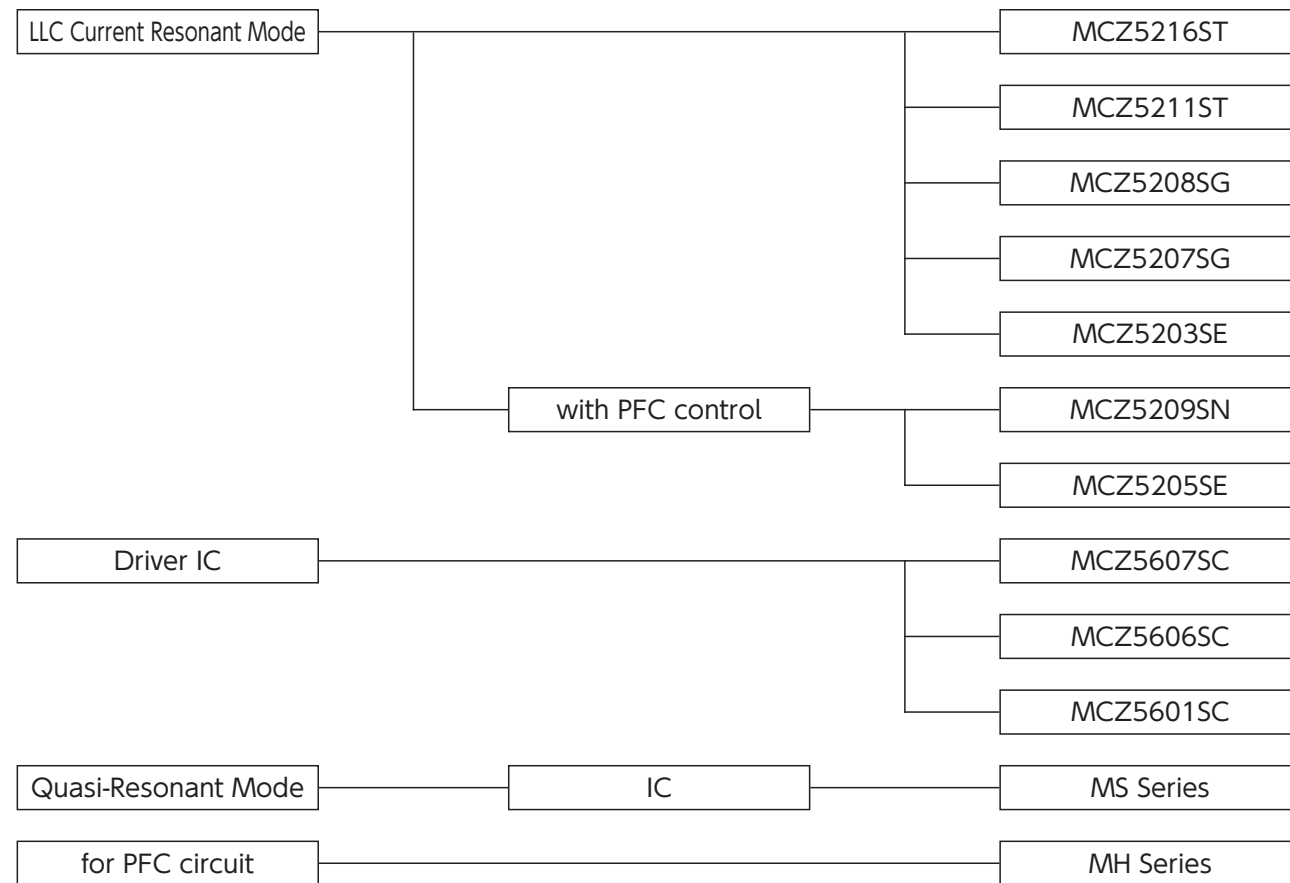 LLC Current Resonant Mode
MCZ5216ST
MCZ5211ST
MCZ5208SG
MCZ5207SG
MCZ5203SE
with PFC control
MCZ5209SN
MCZ5205SE
Driver IC
MCZ5607SC
MCZ5606SC
MCZ5601SC
Quasi-Resonant Mode
IC
MS Series
for PFC circuit
MH Series